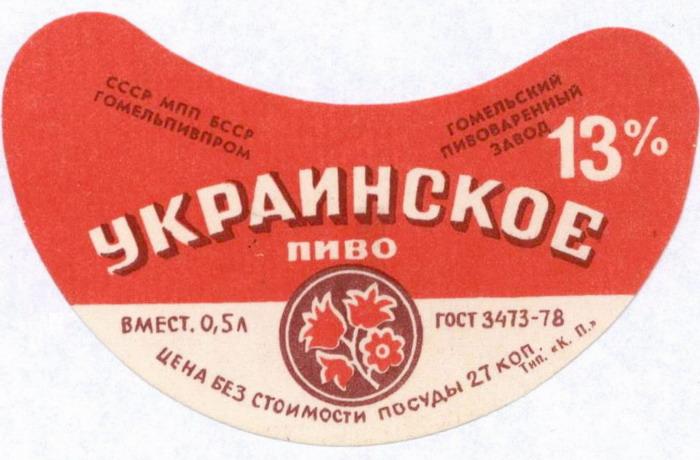 СССР МПП БССР
ГОМЕЛЬПИВПРОМ
ГОМЕЛЬСКИЙ
ПИВОВАРЕННЫЙ
ЗАВОД
13%
УКРАИНСКОЕ
ПИВО
ВМЕСТ. 0,5Л
ГОСТ 3473-78
ЦЕНА БЕЗ СТОИМОСТИ ПОСУДЫ 27 КОП.
Тип. «К. П.»